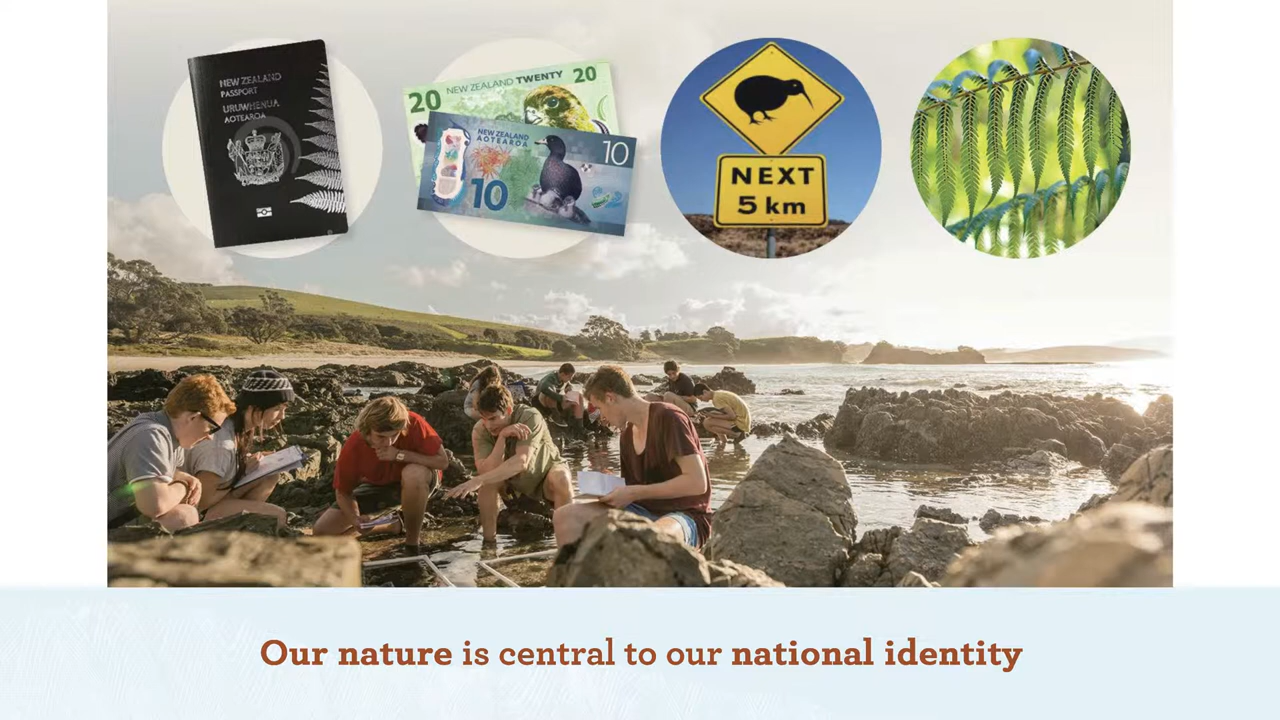 NEW ZEALAND
PASSPORT
URUWHENUA
AOTEAROA
20
NEW ZEALAND TWENTY 20
NEW ZEALAND
AOTEAROA
10
10
NEXT
5 km
Our nature is central to our national identity